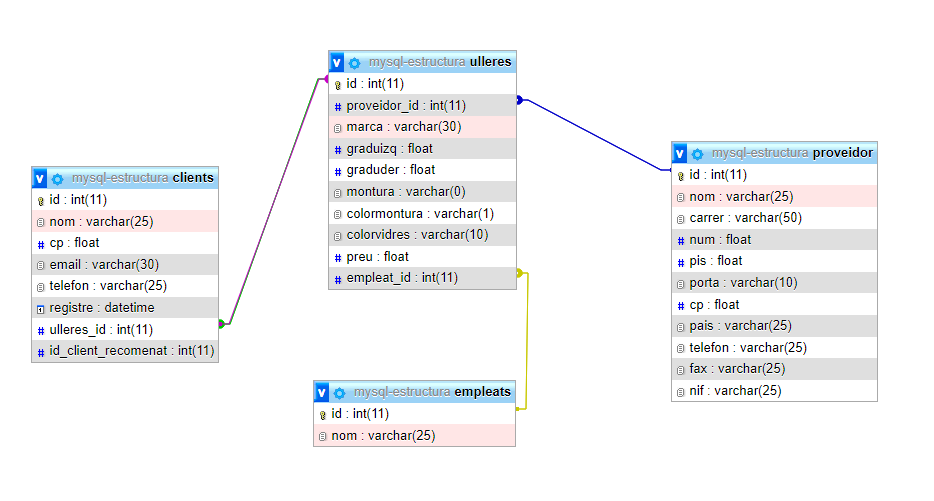 v mysql-estructura ulleres
id : int(11)
proveidor_id : int(11)
marca : varchar(30)
graduizq : float
graduder : float
montura : varchar(0)
colormontura : varchar(1)
colorvidres : varchar(10)
preu : float
empleat_id : int(11)
v mysql-estructura proveidor
id : int(11)
nom : varchar(25)
carrer : varchar(50)
num : float
pis : float
porta : varchar(10)
cp : float
pais : varchar(25)
telefon : varchar(25)
fax : varchar(25)
nif : varchar(25)
v mysql-estructura clients
id : int(11)
nom : varchar(25)
cp : float
email : varchar(30)
telefon : varchar(25)
registre : datetime
ulleres_id : int(11)
id_client_recomenat : int(11)
v mysql-estructura empleats
id : int(11)
nom : varchar(25)